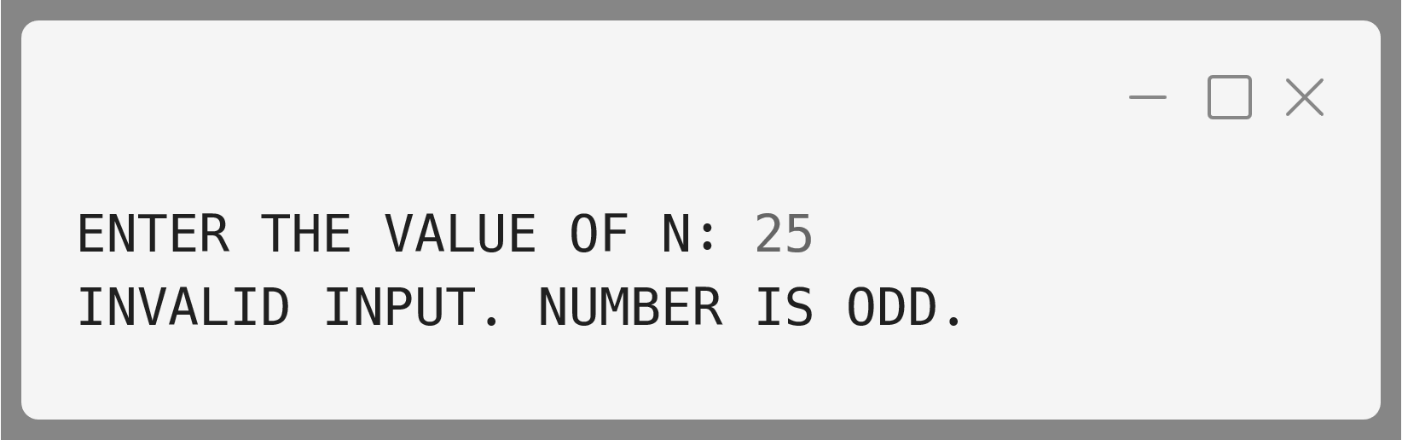 ENTER THE VALUE OF N: 25
INVALID INPUT. NUMBER IS ODD.